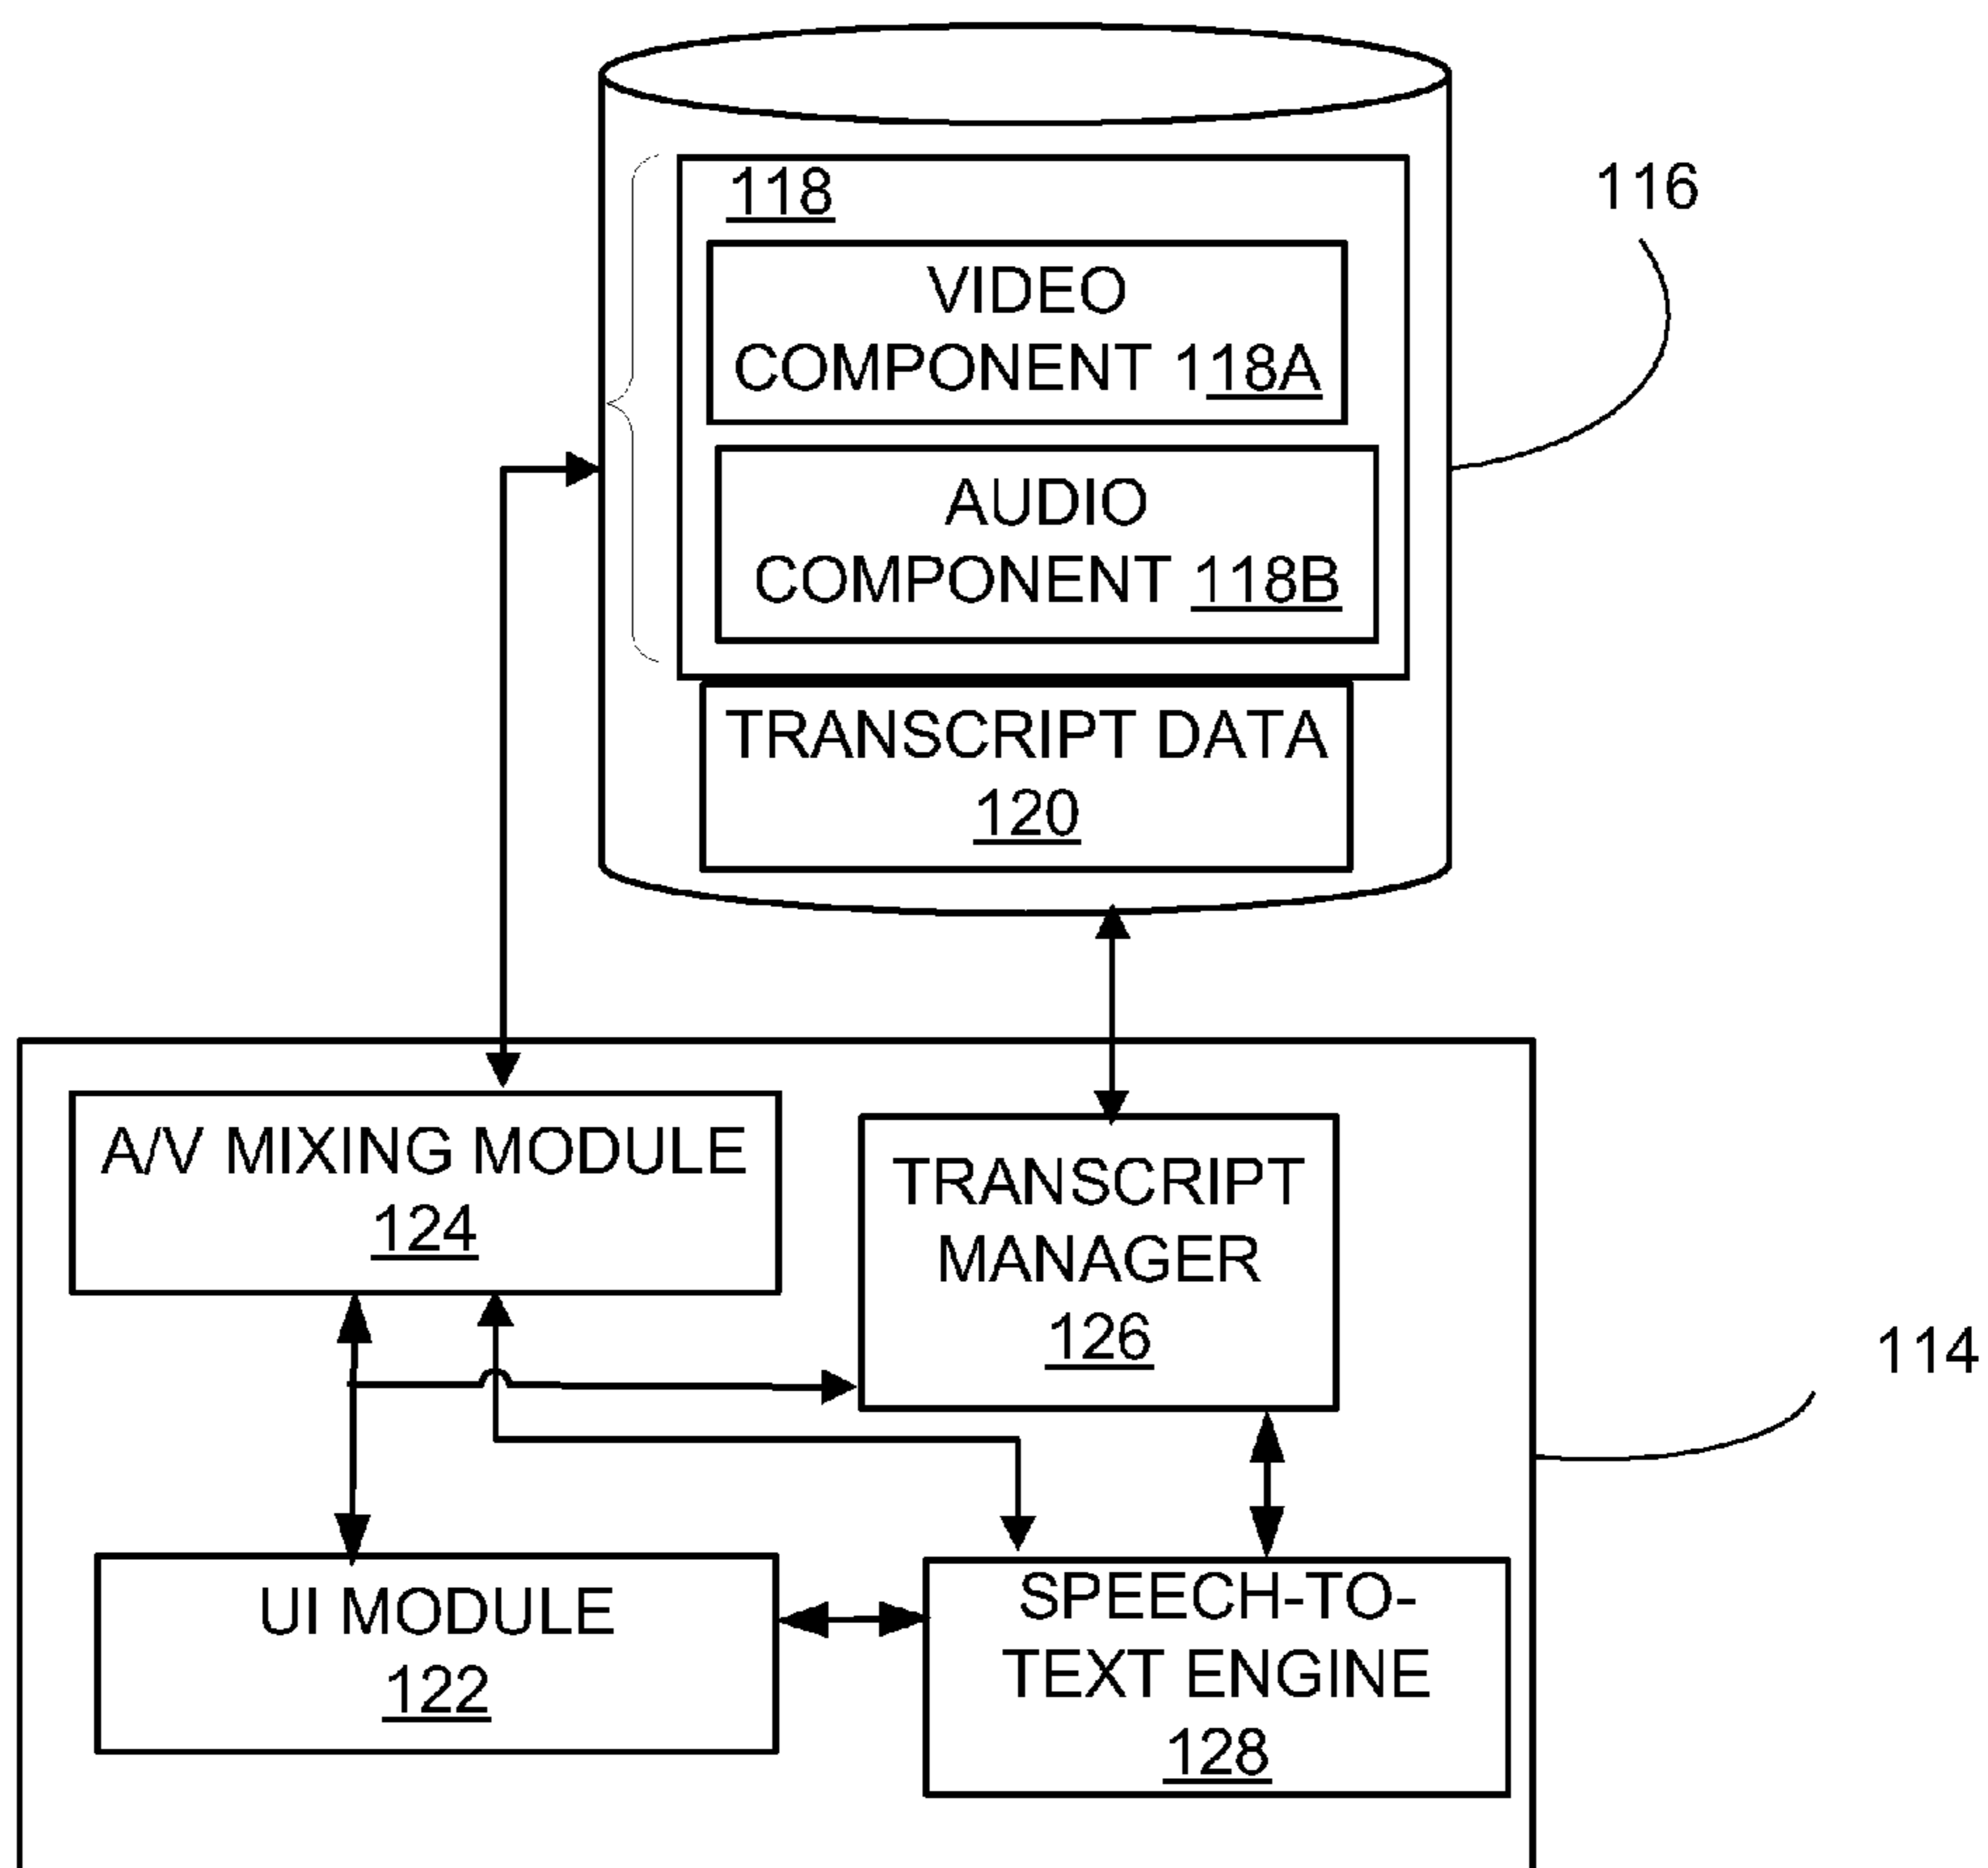 118
116
VIDEO
COMPONENT 118A
AUDIO
COMPONENT 118B
TRANSCRIPT DATA
120
A/V MIXING MODULE
124
TRANSCRIPT
MANAGER
126
114
UI MODULE
122
SPEECH-TO-
TEXT ENGINE
128